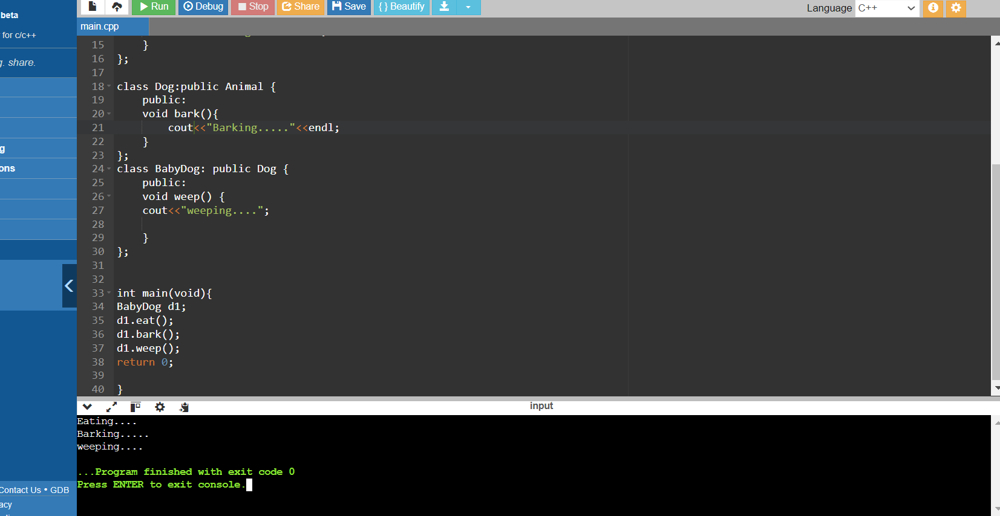 beta
for c/c++
g. share.
g
ons
Contact Us • GDB
acy
Run Debug Stop Share Save { } Beautify
Language C++
main.cpp
15 }
16 };
17
18 class Dog:public Animal {
19 public:
20 void bark(){
21 cout<<"Barking....."<<endl;
22 }
23 };
24 class BabyDog: public Dog {
25 public:
26 void weep() {
27 cout<<"weeping....";
28
29 }
30 };
31
32
33 int main(void){
34 BabyDog d1;
35 d1.eat();
36 d1.bark();
37 d1.weep();
38 return 0;
39
40 }
input
Eating....
Barking.....
weeping....
...Program finished with exit code 0
Press ENTER to exit console.